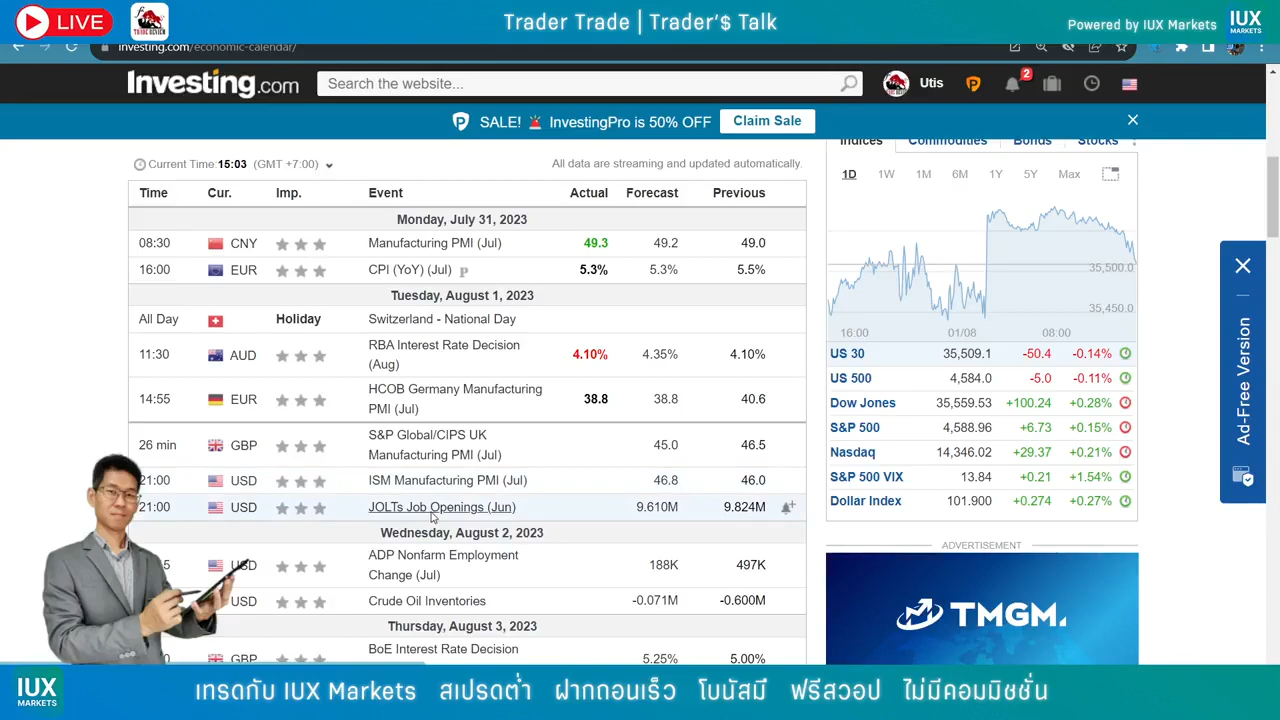 LIVE
TRADE REVIEW
Trader Trade | Trader'$ Talk
Powered by IUX Markets
IUX
MARKETS
investing.com/economic-calendar/
Investing.com
Search the website...
Utis
2
SALE! InvestingPro is 50% OFF
Claim Sale
Current Time: 15:03 (GMT +7:00)
All data are streaming and updated automatically.
Time Cur. Imp. Event Actual Forecast Previous
Monday, July 31, 2023
08:30 CNY Manufacturing PMI (Jul) 49.3 49.2 49.0
16:00 EUR CPI (YoY) (Jul) P 5.3% 5.3% 5.5%
Tuesday, August 1, 2023
All Day Holiday Switzerland - National Day
11:30 AUD RBA Interest Rate Decision (Aug) 4.10% 4.35% 4.10%
14:55 EUR HCOB Germany Manufacturing PMI (Jul) 38.8 38.8 40.6
26 min GBP S&P Global/CIPS UK Manufacturing PMI (Jul) 45.0 46.5
21:00 USD ISM Manufacturing PMI (Jul) 46.8 46.0
21:00 USD JOLTs Job Openings (Jun) 9.610M 9.824M
Wednesday, August 2, 2023
USD ADP Nonfarm Employment Change (Jul) 188K 497K
USD Crude Oil Inventories -0.071M -0.600M
Thursday, August 3, 2023
GBP BoE Interest Rate Decision 5.25% 5.00%
Indices Commodities Bonds Stocks
1D 1W 1M 6M 1Y 5Y Max
35,500.0
35,450.0
16:00 01/08 08:00
US 30 35,509.1 -50.4 -0.14%
US 500 4,584.0 -5.0 -0.11%
Dow Jones 35,559.53 +100.24 +0.28%
S&P 500 4,588.96 +6.73 +0.15%
Nasdaq 14,346.02 +29.37 +0.21%
S&P 500 VIX 13.84 +0.21 +1.54%
Dollar Index 101.900 +0.274 +0.27%
ADVERTISEMENT
TMGM.
Ad-Free Version
IUX
MARKETS
เทรดกับ IUX Markets สเปรดต่ำ ฝากถอนเร็ว โบนัสมี ฟรีสวอป ไม่มีคอมมิชชั่น